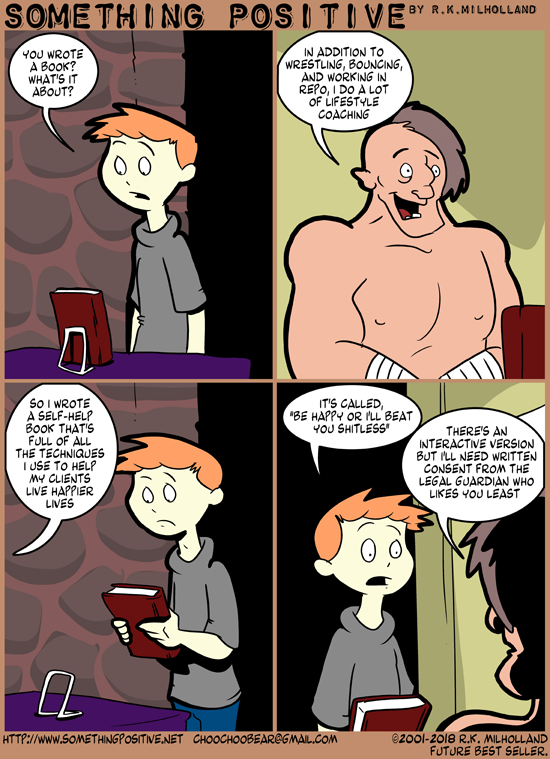 SOMETHING POSITIVE BY R.K.MILHOLLAND
YOU WROTE
A BOOK?
WHAT'S IT
ABOUT?
IN ADDITION TO
WRESTLING, BOUNCING,
AND WORKING IN
REPO, I DO A LOT
OF LIFESTYLE
COACHING
SO I WROTE
A SELF-HELP
BOOK THAT'S
FULL OF ALL
THE TECHNIQUES
I USE TO HELP
MY CLIENTS
LIVE HAPPIER
LIVES
IT'S CALLED,
"BE HAPPY OR I'LL BEAT
YOU SHITLESS"
THERE'S AN
INTERACTIVE VERSION
BUT I'LL NEED WRITTEN
CONSENT FROM THE
LEGAL GUARDIAN WHO
LIKES YOU LEAST
HTTP://WWW.SOMETHINGPOSITIVE.NET CHOOCHOOBEAR@GMAIL.COM ©2001-2018 R.K. MILHOLLAND
FUTURE BEST SELLER.